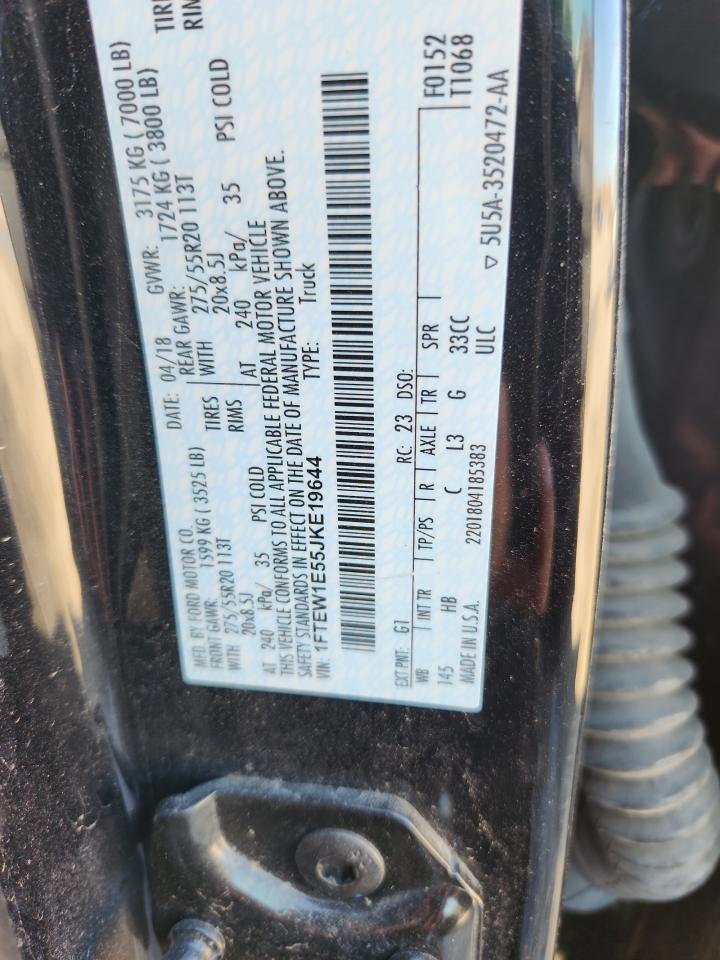 MFD. BY FORD MOTOR CO. DATE: 04/18 GVWR: 3175 KG ( 7000 LB)
FRONT GAWR: 1599 KG ( 3525 LB) REAR GAWR: 1724 KG ( 3800 LB)
WITH 275/55R20 113T TIRES WITH 275/55R20 113T TIRE
20x8.5J RIMS 20x8.5J RIM
AT 240 kPa/ 35 PSI COLD AT 240 kPa/ 35 PSI COLD
THIS VEHICLE CONFORMS TO ALL APPLICABLE FEDERAL MOTOR VEHICLE
SAFETY STANDARDS IN EFFECT ON THE DATE OF MANUFACTURE SHOWN ABOVE.
VIN: 1FTEW1E55JKE19644 TYPE: Truck
F0152
T1068
EXT PNT: G1 RC: 23 DSO:
WB INT TR TP/PS R AXLE TR SPR
145 HB C L3 G 33CC
MADE IN U.S.A. 2201804185383 ULC ▽ 5U5A-3520472-AA